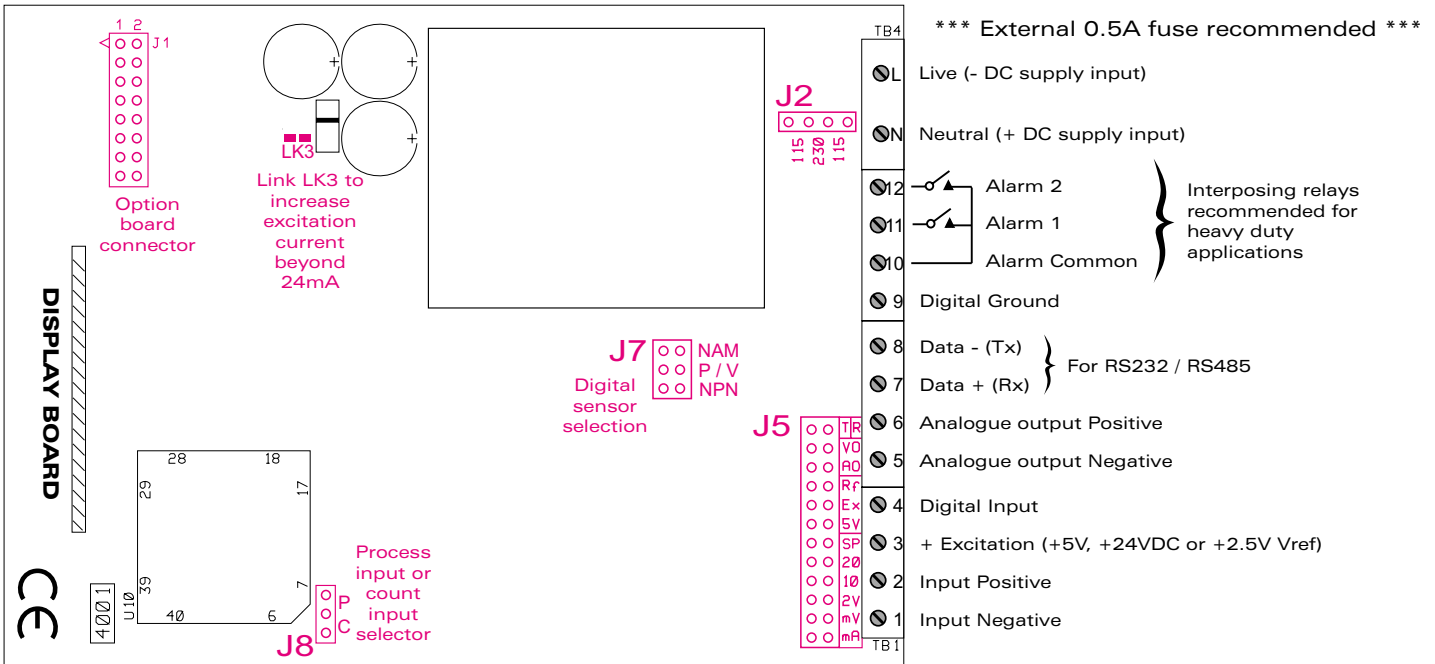 *** External 0.5A fuse recommended ***
TB4
L Live (- DC supply input)
N Neutral (+ DC supply input)
12 Alarm 2
11 Alarm 1
10 Alarm Common
Interposing relays
recommended for
heavy duty
applications
9 Digital Ground
8 Data - (Tx)
7 Data + (Rx)
For RS232 / RS485
6 Analogue output Positive
5 Analogue output Negative
4 Digital Input
3 + Excitation (+5V, +24VDC or +2.5V Vref)
2 Input Positive
1 Input Negative
TB1
1 2
J1
Option
board
connector
LK3
Link LK3 to
increase
excitation
current
beyond
24mA
J2
115
230
115
DISPLAY BOARD
J7
NAM
P / V
NPN
Digital
sensor
selection
J5
TR
VO
AO
Rf
Ex
5V
SP
20
10
2V
mV
mA
28 18
29
17
39
7
40 6
U10
4001
CE
Process
input or
count
input
selector
P
C
J8